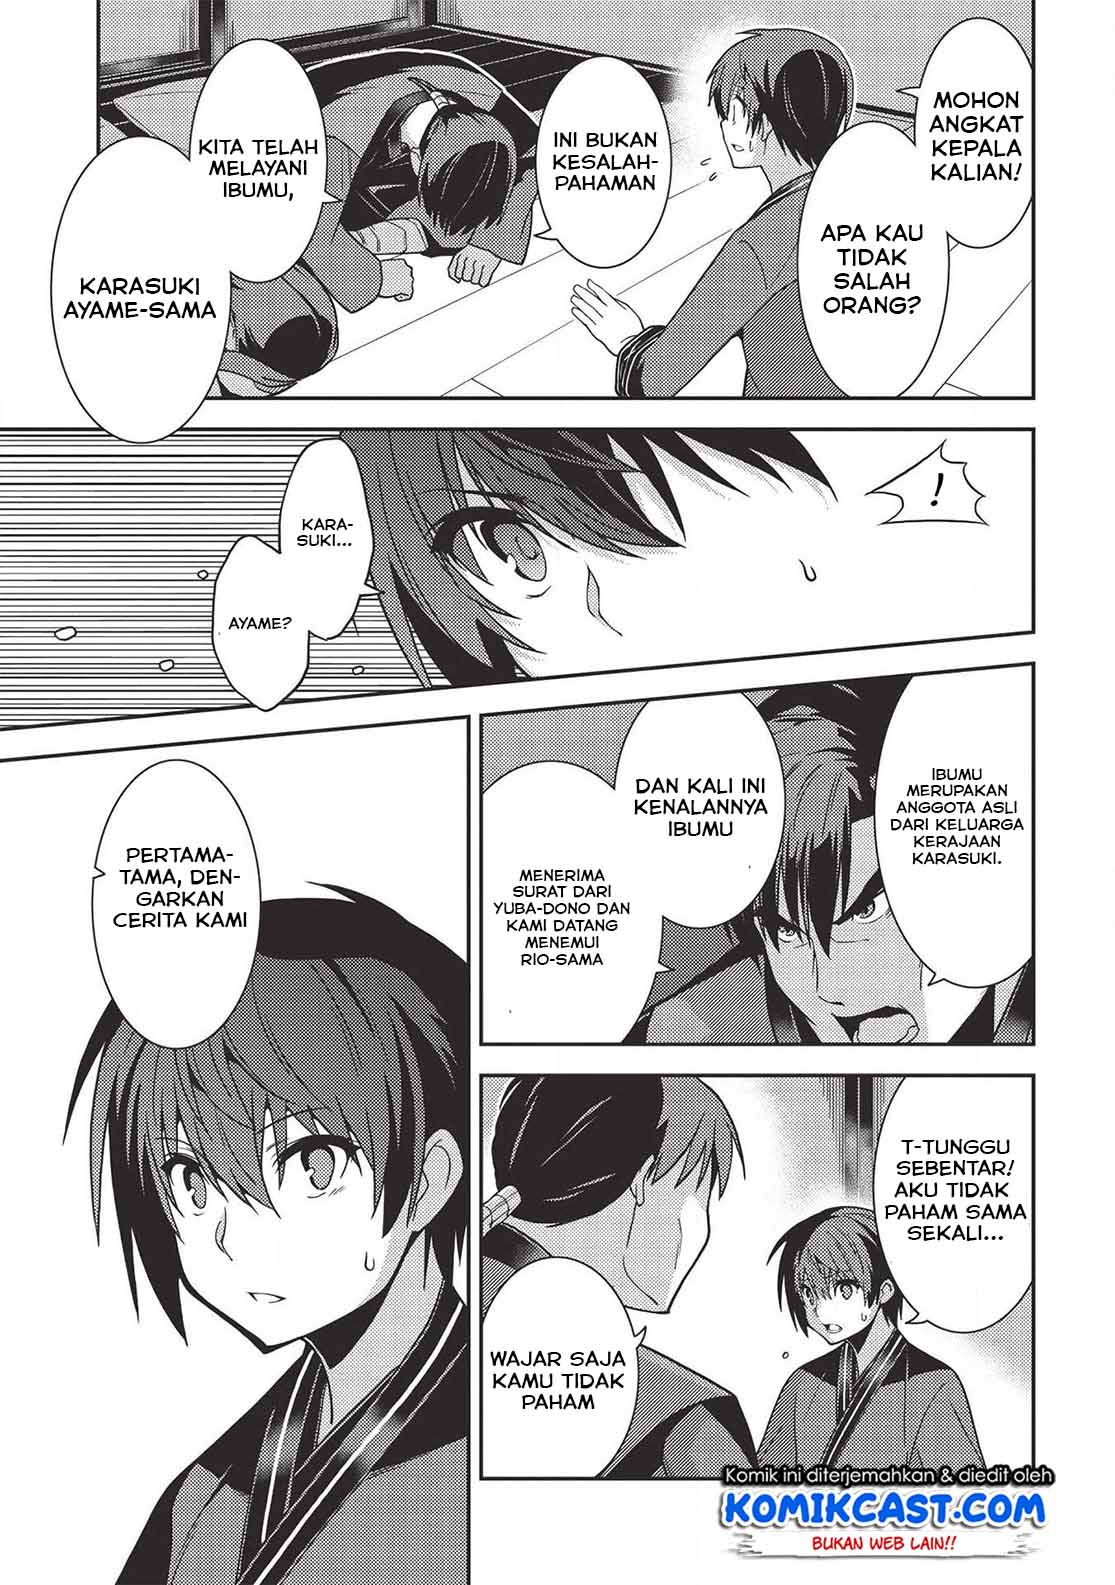 MOHON
ANGKAT
KEPALA
KALIAN!
APA KAU
TIDAK
SALAH
ORANG?
INI BUKAN
KESALAH-
PAHAMAN
KITA TELAH
MELAYANI
IBUMU,
KARASUKI
AYAME-SAMA
!
KARA-
SUKI...
AYAME?
IBUMU
MERUPAKAN
ANGGOTA ASLI
DARI KELUARGA
KERAJAAN
KARASUKI.
DAN KALI INI
KENALANNYA
IBUMU
MENERIMA
SURAT DARI
YUBA-DONO DAN
KAMI DATANG
MENEMUI
RIO-SAMA
T-TUNGGU
SEBENTAR!
AKU TIDAK
PAHAM SAMA
SEKALI...
WAJAR SAJA
KAMU TIDAK
PAHAM
PERTAMA-
TAMA, DEN-
GARKAN
CERITA KAMI
Komik ini diterjemahkan & diedit oleh
KOMIKCAST.COM
BUKAN WEB LAIN!!